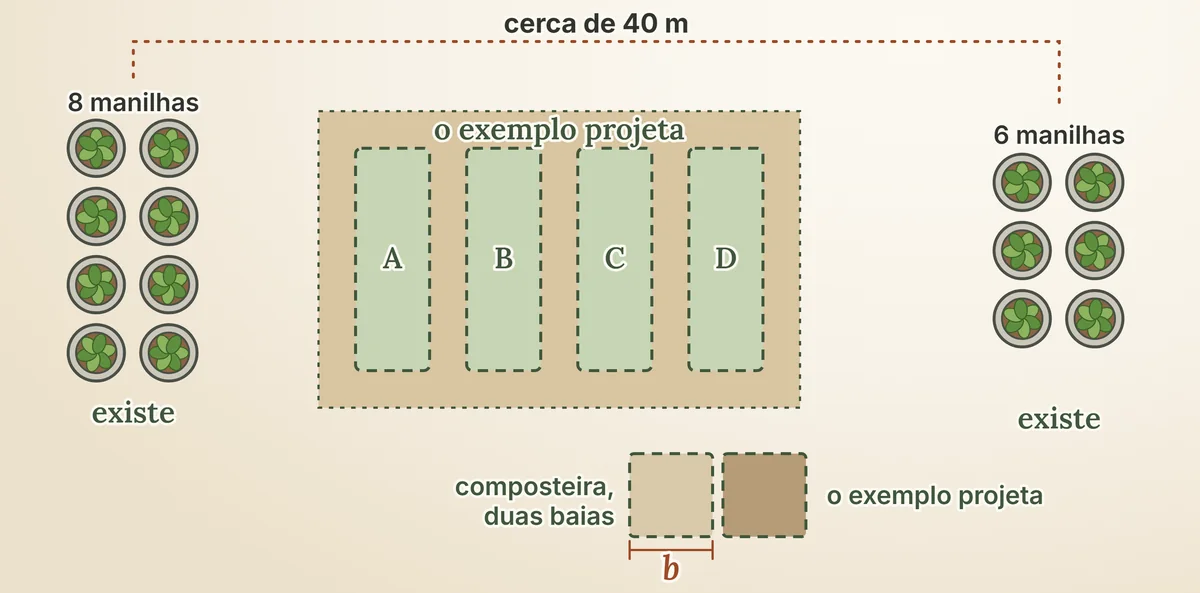 cerca de 40 m
8 manilhas
o exemplo projeta
6 manilhas
A
B
C
D
existe
existe
composteira,
duas baias
o exemplo projeta
b